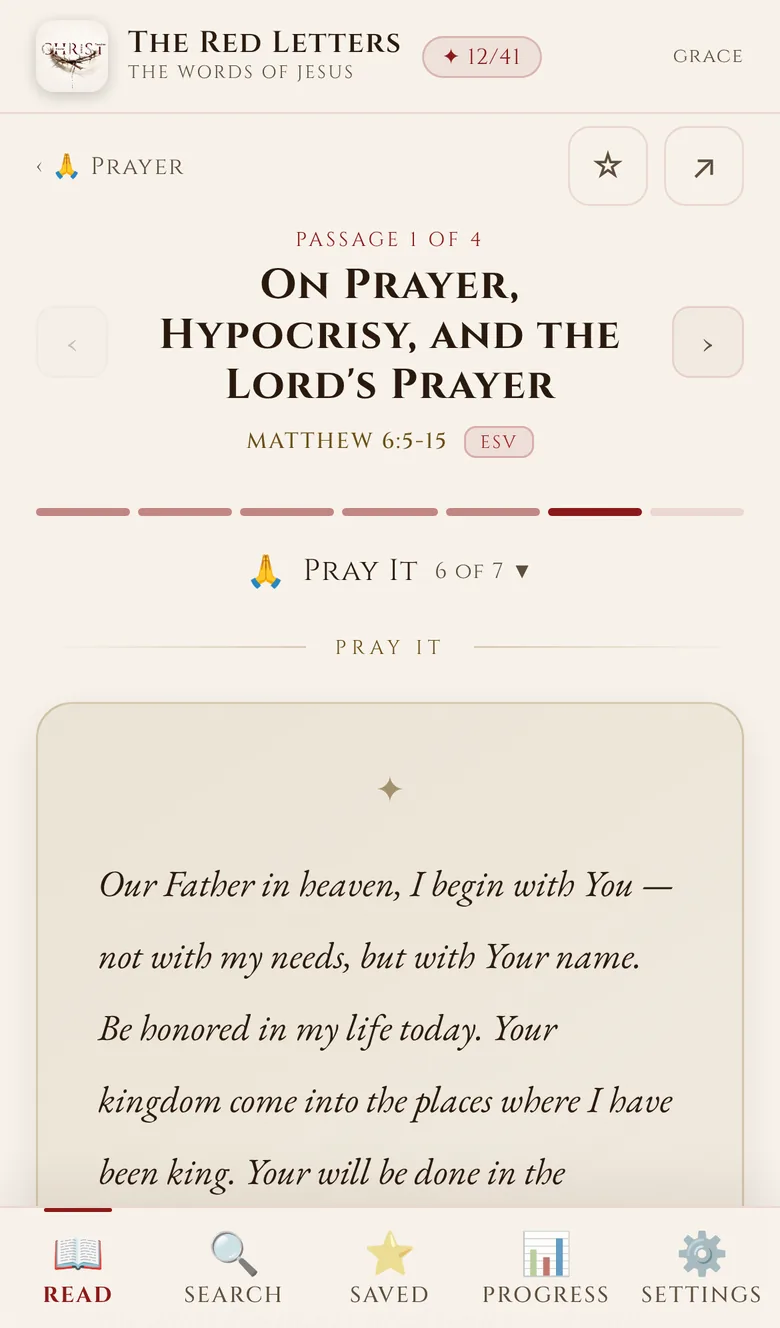 CHRIST
The Red Letters
THE WORDS OF JESUS
✦ 12/41
GRACE
‹ 🙏 Prayer
☆
↗
PASSAGE 1 OF 4
On Prayer,
Hypocrisy, and the
Lord's Prayer
‹
›
MATTHEW 6:5-15 ESV
🙏 Pray It 6 of 7 ▼
PRAY IT
✦
Our Father in heaven, I begin with You —
not with my needs, but with Your name.
Be honored in my life today. Your
kingdom come into the places where I have
been king. Your will be done in the
READ
SEARCH
SAVED
PROGRESS
SETTINGS